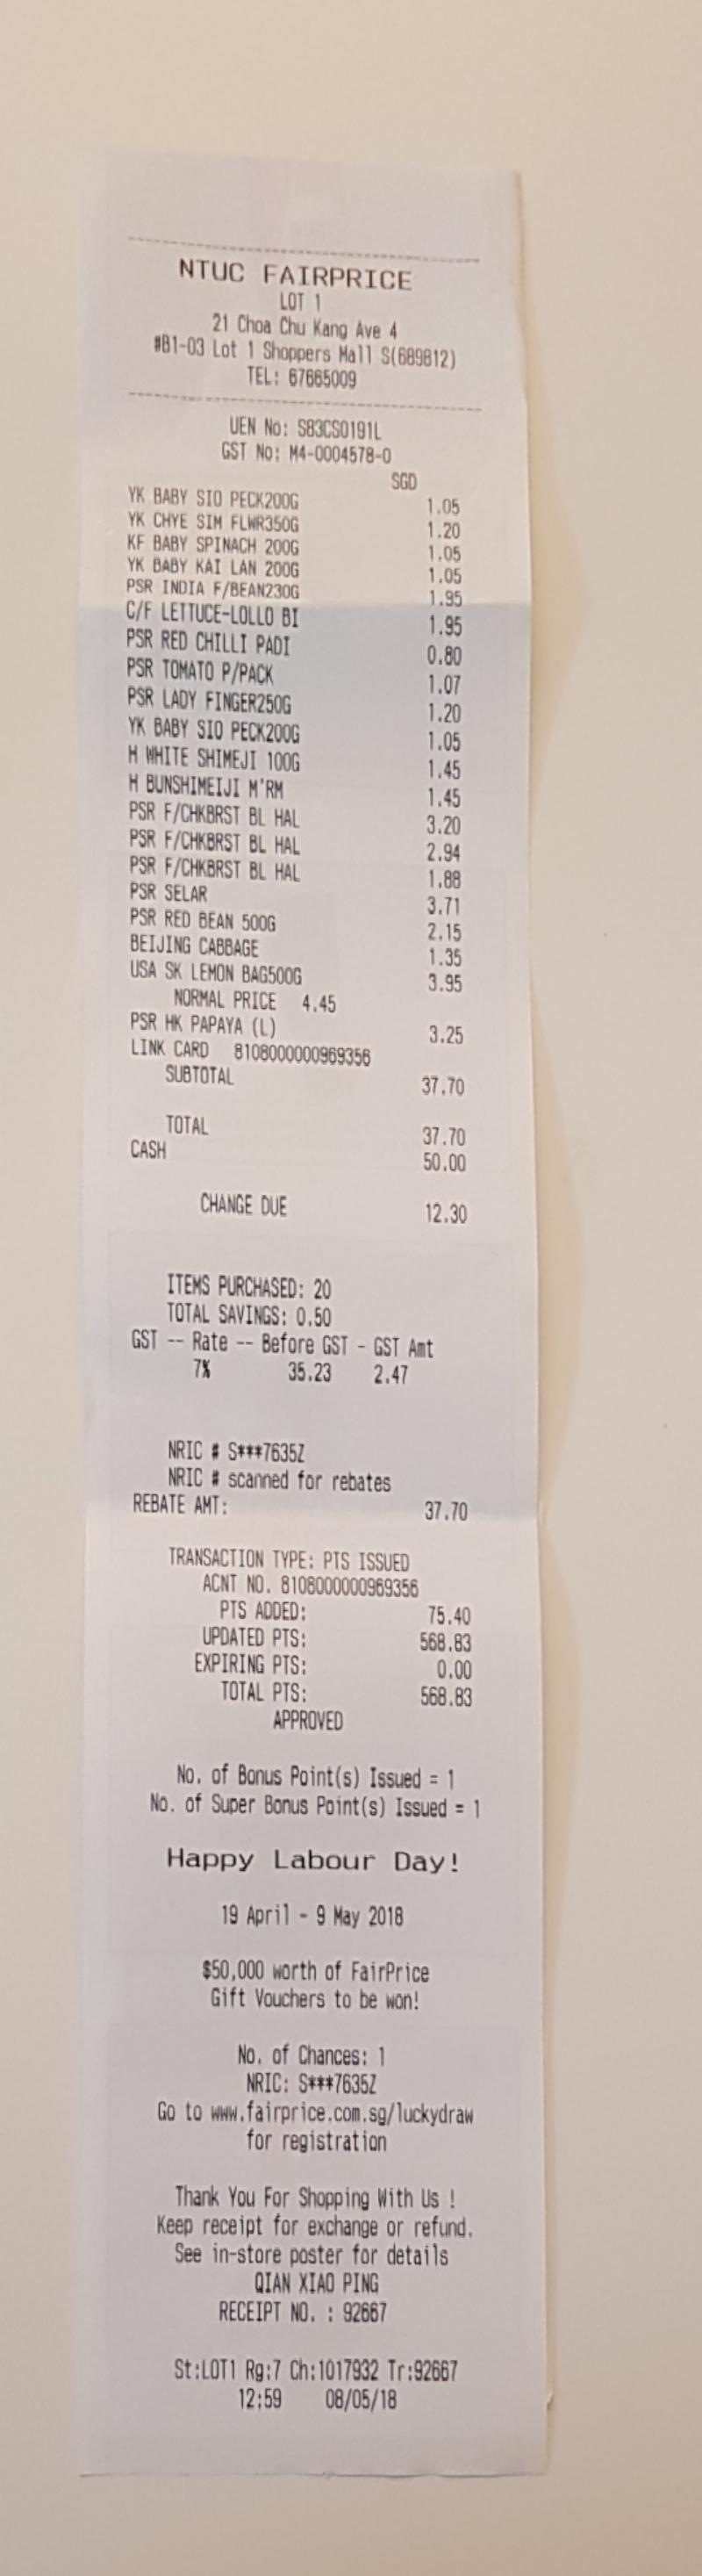 NTUC FAIRPRICE
LOT 1
21 Choa Chu Kang Ave 4
#B1-03 Lot 1 Shoppers Mall S(689812)
TEL: 67665009
UEN No: S83CS0191L
GST No: M4-0004578-0
SGD
YK BABY SIO PECK200G 1.05
YK CHYE SIM FLWR350G 1.20
KF BABY SPINACH 200G 1.05
YK BABY KAI LAN 200G 1.05
PSR INDIA F/BEAN230G 1.95
C/F LETTUCE-LOLLO BI 1.95
PSR RED CHILLI PADI 0.80
PSR TOMATO P/PACK 1.07
PSR LADY FINGER250G 1.20
YK BABY SIO PECK200G 1.05
H WHITE SHIMEJI 100G 1.45
H BUNSHIMEIJI M'RM 1.45
PSR F/CHKBRST BL HAL 3.20
PSR F/CHKBRST BL HAL 2.94
PSR F/CHKBRST BL HAL 1.88
PSR SELAR 3.71
PSR RED BEAN 500G 2.15
BEIJING CABBAGE 1.35
USA SK LEMON BAG500G 3.95
NORMAL PRICE 4.45
PSR HK PAPAYA (L) 3.25
LINK CARD 8108000000969356
SUBTOTAL 37.70
TOTAL 37.70
CASH 50.00
CHANGE DUE 12.30
ITEMS PURCHASED: 20
TOTAL SAVINGS: 0.50
GST -- Rate -- Before GST - GST Amt
7% 35.23 2.47
NRIC # S***7635Z
NRIC # scanned for rebates
REBATE AMT: 37.70
TRANSACTION TYPE: PTS ISSUED
ACNT NO. 8108000000969356
PTS ADDED: 75.40
UPDATED PTS: 568.83
EXPIRING PTS: 0.00
TOTAL PTS: 568.83
APPROVED
No. of Bonus Point(s) Issued = 1
No. of Super Bonus Point(s) Issued = 1
Happy Labour Day!
19 April - 9 May 2018
$50,000 worth of FairPrice
Gift Vouchers to be won!
No. of Chances: 1
NRIC: S***7635Z
Go to www.fairprice.com.sg/luckydraw
for registration
Thank You For Shopping With Us !
Keep receipt for exchange or refund.
See in-store poster for details
QIAN XIAO PING
RECEIPT NO. : 92667
St:LOT1 Rg:7 Ch:1017932 Tr:92667
12:59 08/05/18